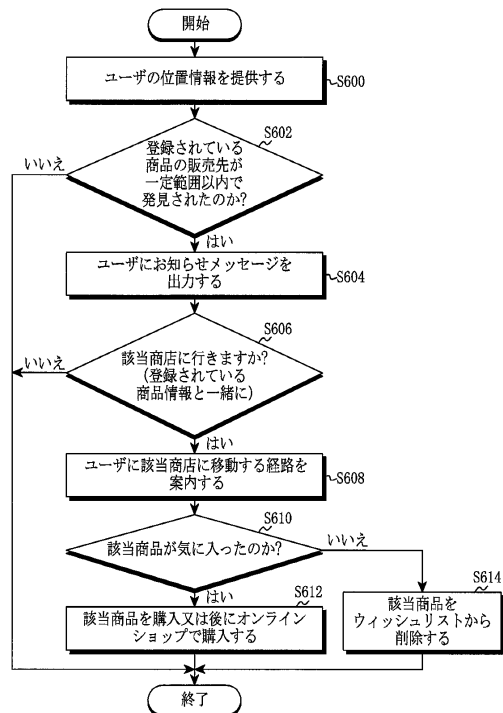 開始
ユーザの位置情報を提供する
S600
S602
登録されている
商品の販売先が
一定範囲以内で
発見されたのか?
いいえ
はい
ユーザにお知らせメッセージを
出力する
S604
S606
該当商店に行きますか?
(登録されている
商品情報と一緒に)
いいえ
はい
ユーザに該当商店に移動する経路を
案内する
S608
S610
該当商品が気に入ったのか?
いいえ
はい
S612
該当商品を購入又は後にオンライン
ショップで購入する
S614
該当商品を
ウィッシュリストから
削除する
終了